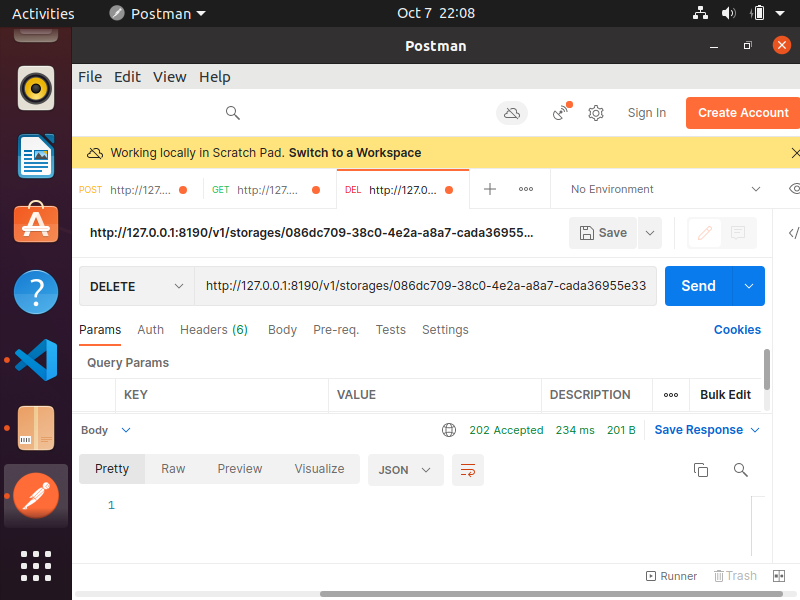 Activities Postman Oct 7 22:08
Postman
File Edit View Help
Sign In Create Account
Working locally in Scratch Pad. Switch to a Workspace
POST http://127.... GET http://127.... DEL http://127.0... No Environment
http://127.0.0.1:8190/v1/storages/086dc709-38c0-4e2a-a8a7-cada36955... Save
DELETE http://127.0.0.1:8190/v1/storages/086dc709-38c0-4e2a-a8a7-cada36955e33 Send
Params Auth Headers (6) Body Pre-req. Tests Settings Cookies
Query Params
KEY VALUE DESCRIPTION Bulk Edit
Body 202 Accepted 234 ms 201 B Save Response
Pretty Raw Preview Visualize JSON
1
Runner Trash